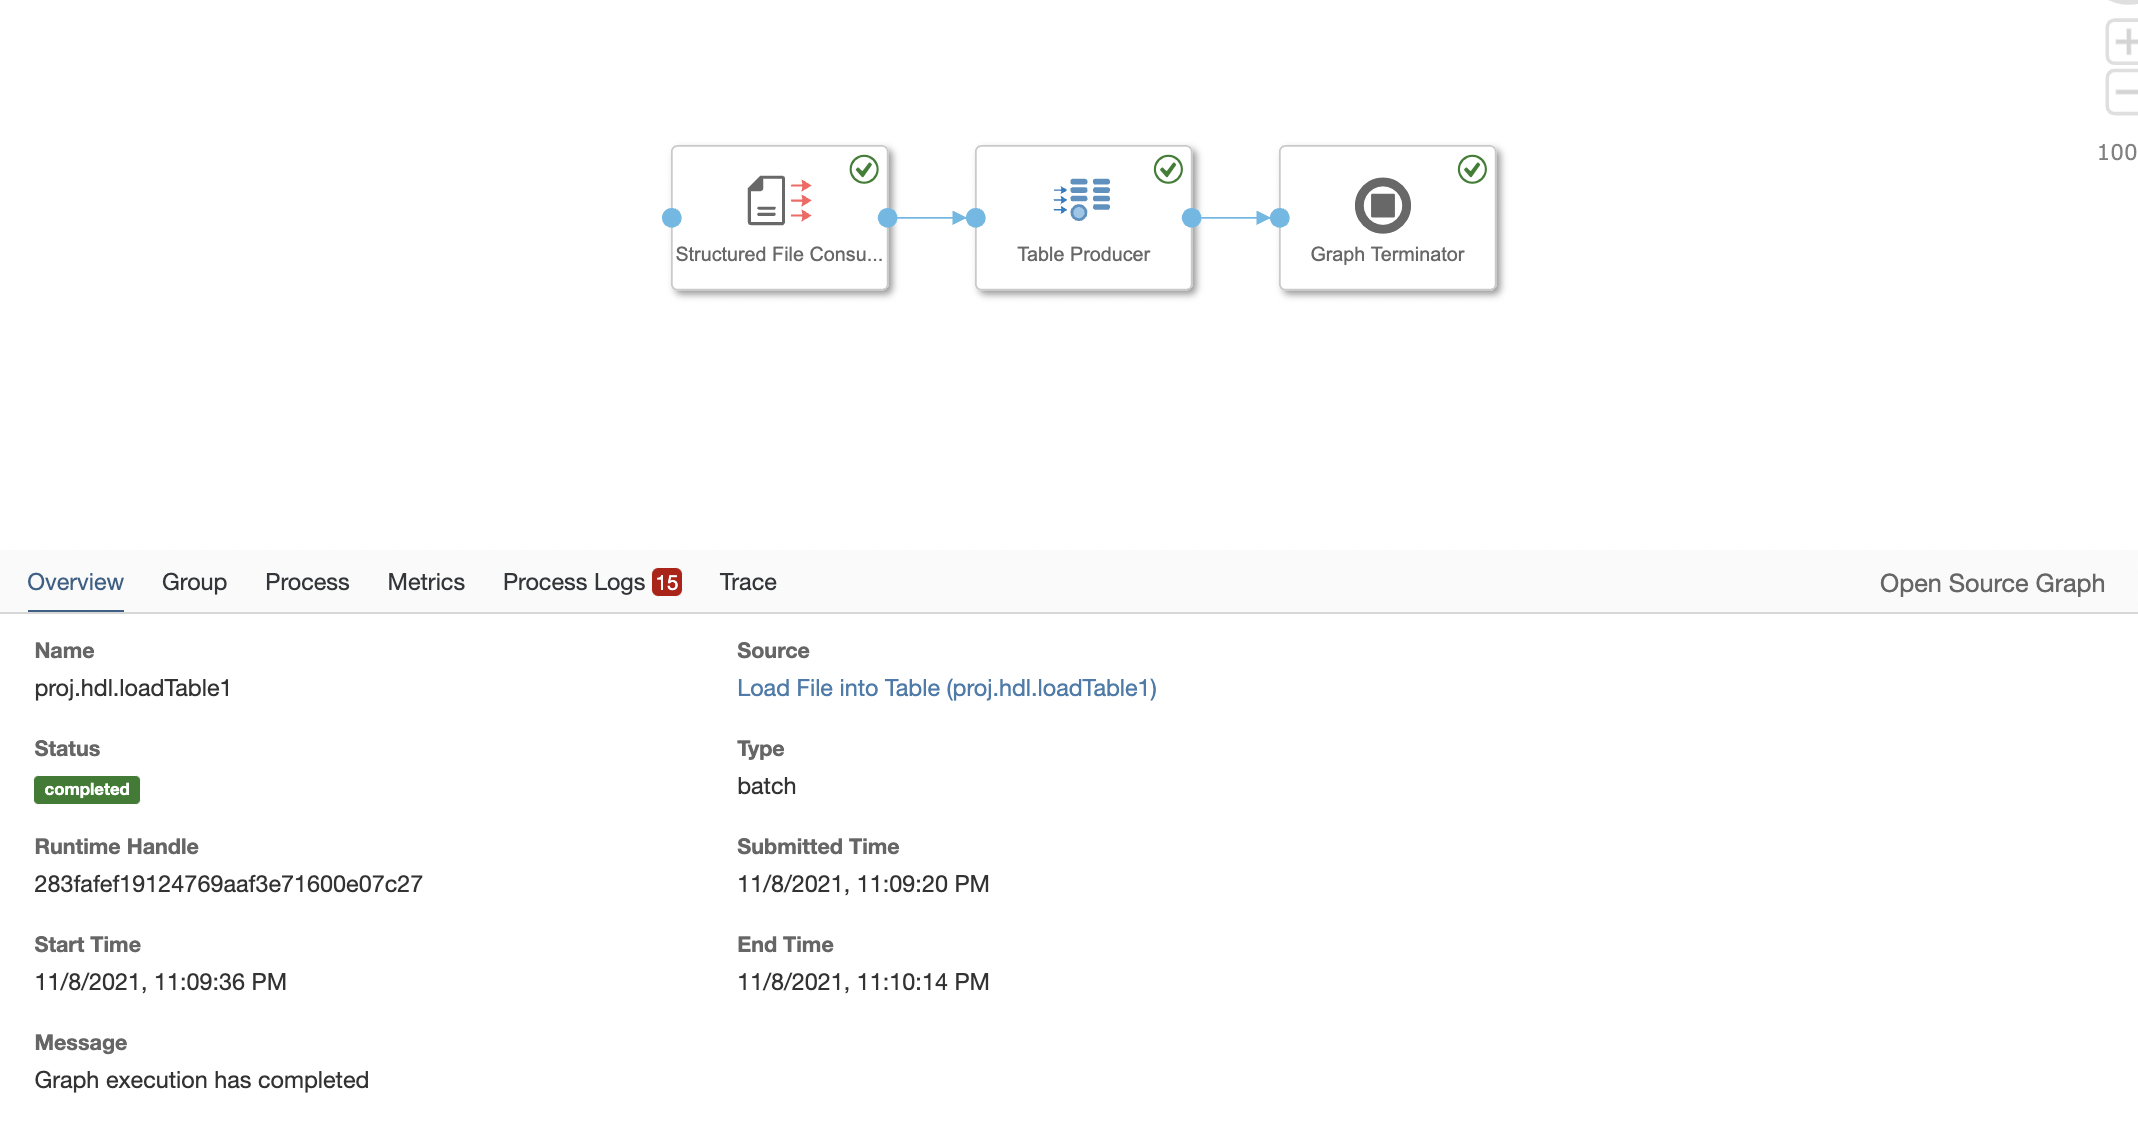 100
Structured File Consu...
Table Producer
Graph Terminator
Overview Group Process Metrics Process Logs 15 Trace Open Source Graph
Name
proj.hdl.loadTable1
Source
Load File into Table (proj.hdl.loadTable1)
Status
completed
Type
batch
Runtime Handle
283fafef19124769aaf3e71600e07c27
Submitted Time
11/8/2021, 11:09:20 PM
Start Time
11/8/2021, 11:09:36 PM
End Time
11/8/2021, 11:10:14 PM
Message
Graph execution has completed